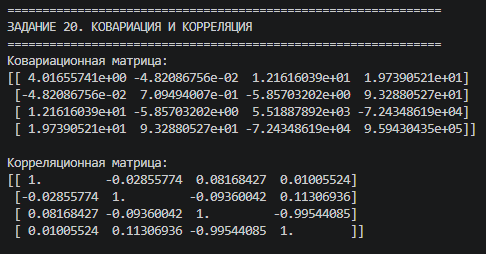 ==============================================================
ЗАДАНИЕ 20. КОВАРИАЦИЯ И КОРРЕЛЯЦИЯ
==============================================================
Ковариационная матрица:
[[ 4.01655741e+00 -4.82086756e-02  1.21616039e+01  1.97390521e+01]
 [-4.82086756e-02  7.09494007e-01 -5.85703202e+00  9.32880527e+01]
 [ 1.21616039e+01 -5.85703202e+00  5.51887892e+03 -7.24348619e+04]
 [ 1.97390521e+01  9.32880527e+01 -7.24348619e+04  9.59430435e+05]]
Корреляционная матрица:
[[ 1.         -0.02855774  0.08168427  0.01005524]
 [-0.02855774  1.         -0.09360042  0.11306936]
 [ 0.08168427 -0.09360042  1.         -0.99544085]
 [ 0.01005524  0.11306936 -0.99544085  1.        ]]